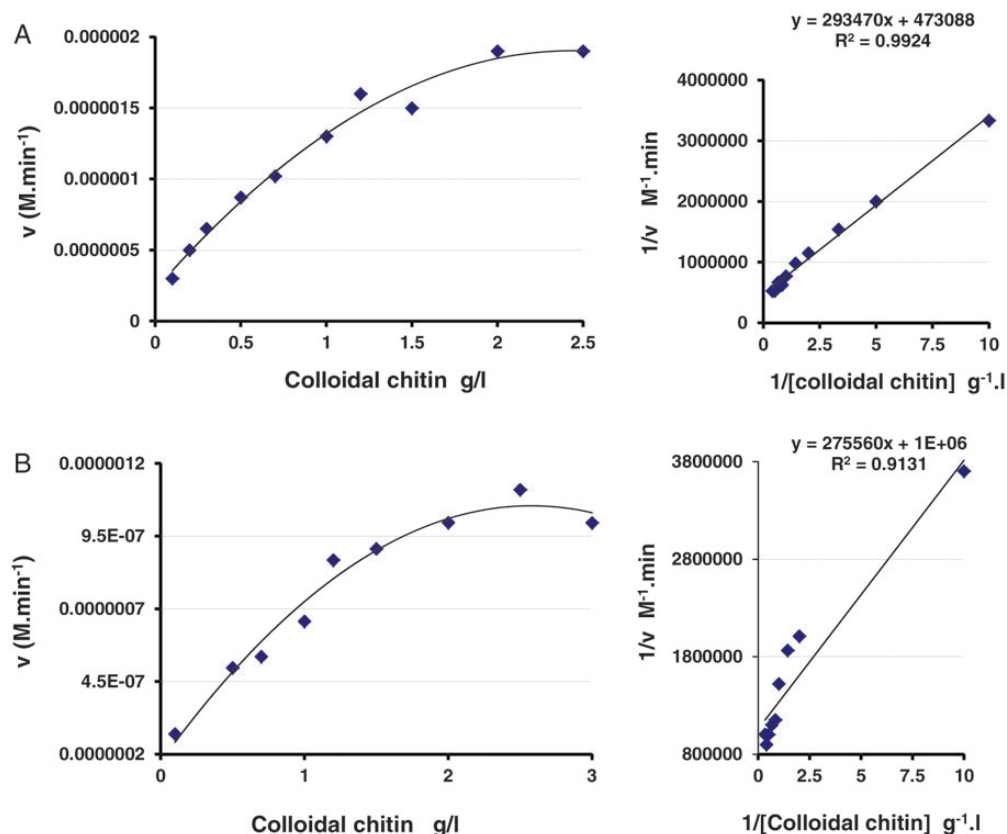 A
0.000002
0.0000015
0.000001
0.0000005
0
v (M.min⁻¹)
0 0.5 1 1.5 2 2.5
Colloidal chitin g/l
y = 293470x + 473088
R² = 0.9924
4000000
3000000
2000000
1000000
0
1/v M⁻¹.min
0 2.5 5 7.5 10
1/[colloidal chitin] g⁻¹.l
B
0.0000012
9.5E-07
0.0000007
4.5E-07
0.0000002
v (M.min⁻¹)
0 1 2 3
Colloidal chitin g/l
y = 275560x + 1E+06
R² = 0.9131
3800000
2800000
1800000
800000
1/v M⁻¹.min
0 2.5 5 7.5 10
1/[Colloidal chitin] g⁻¹.l